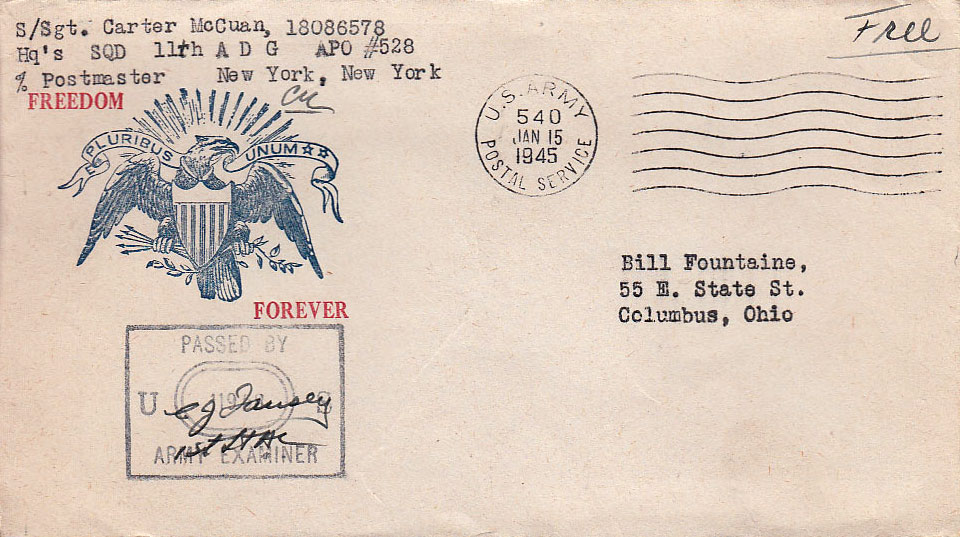 S/Sgt. Carter McCuan, 18086578
Hq's SQD 11th A D G APO #528
% Postmaster New York, New York
Free
FREEDOM
E PLURIBUS UNUM
FOREVER
U.S. ARMY
540
JAN 15
1945
POSTAL SERVICE
Bill Fountaine,
55 E. State St.
Columbus, Ohio
PASSED BY
U S
ARMY EXAMINER